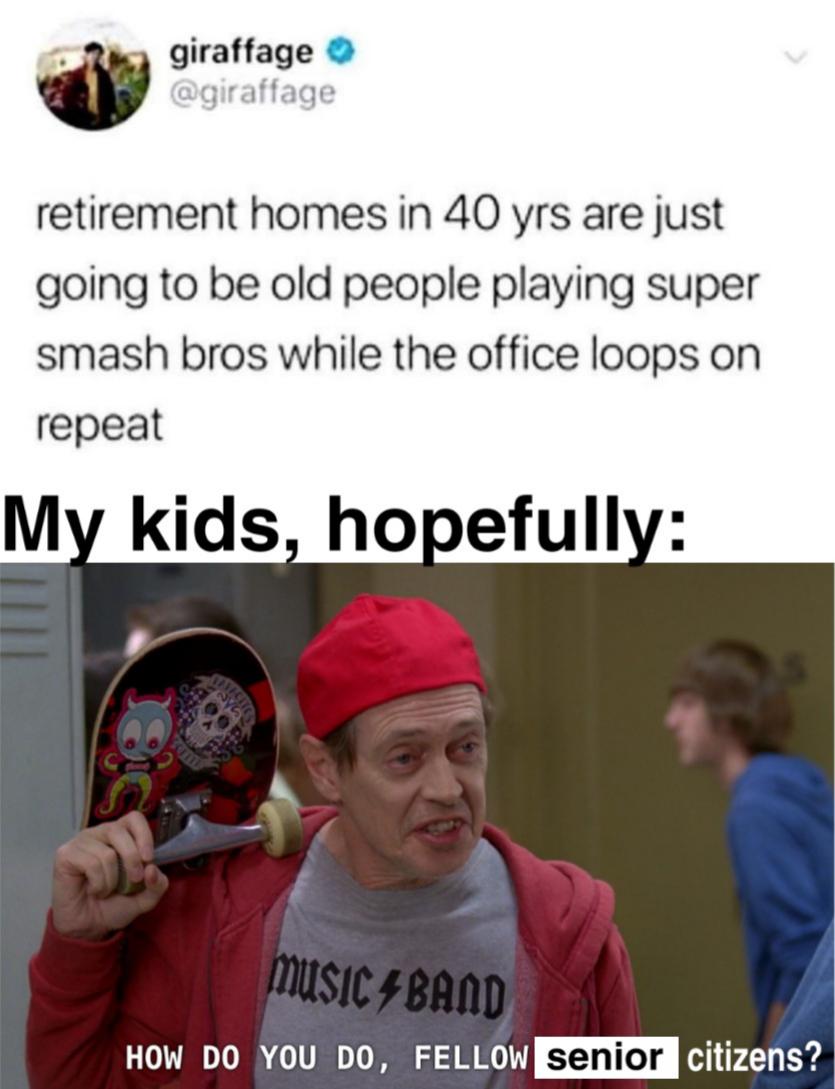 giraffage
@giraffage
retirement homes in 40 yrs are just
going to be old people playing super
smash bros while the office loops on
repeat
My kids, hopefully:
MUSIC BAND
HOW DO YOU DO, FELLOW senior citizens?